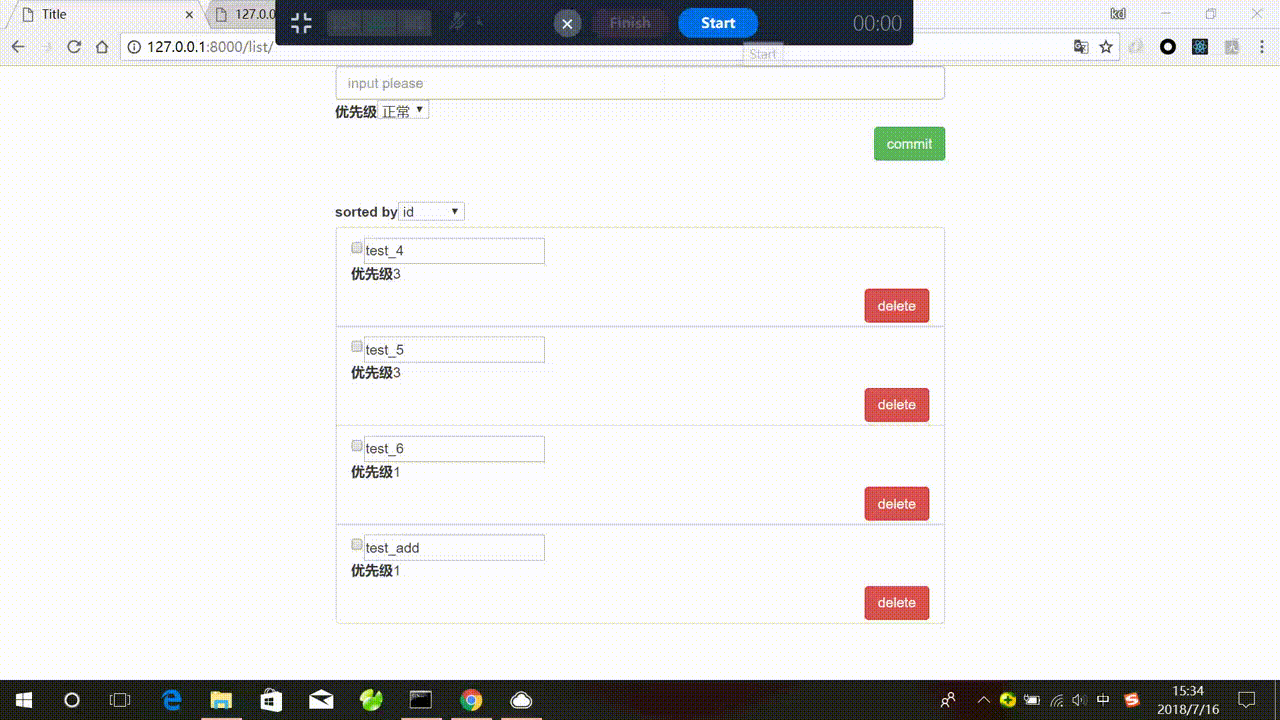 Title
127.0.0
Finish
Start
00:00
kd
127.0.0.1:8000/list/
Start
input please
优先级 正常
commit
sorted by id
test_4
优先级3
delete
test_5
优先级3
delete
test_6
优先级1
delete
test_add
优先级1
delete
中
15:34
2018/7/16